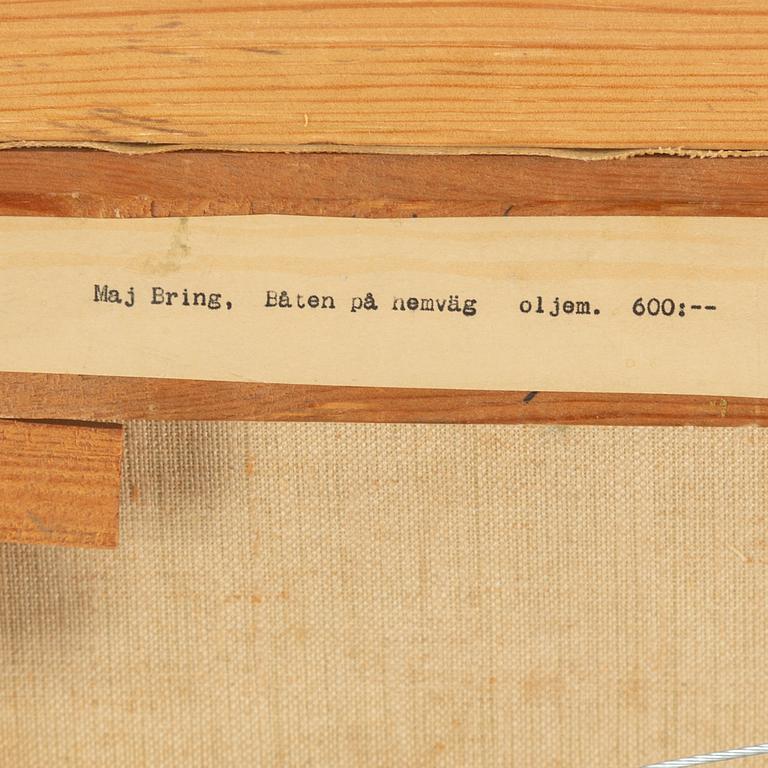 Maj Bring, Båten på hemväg oljem. 600:--